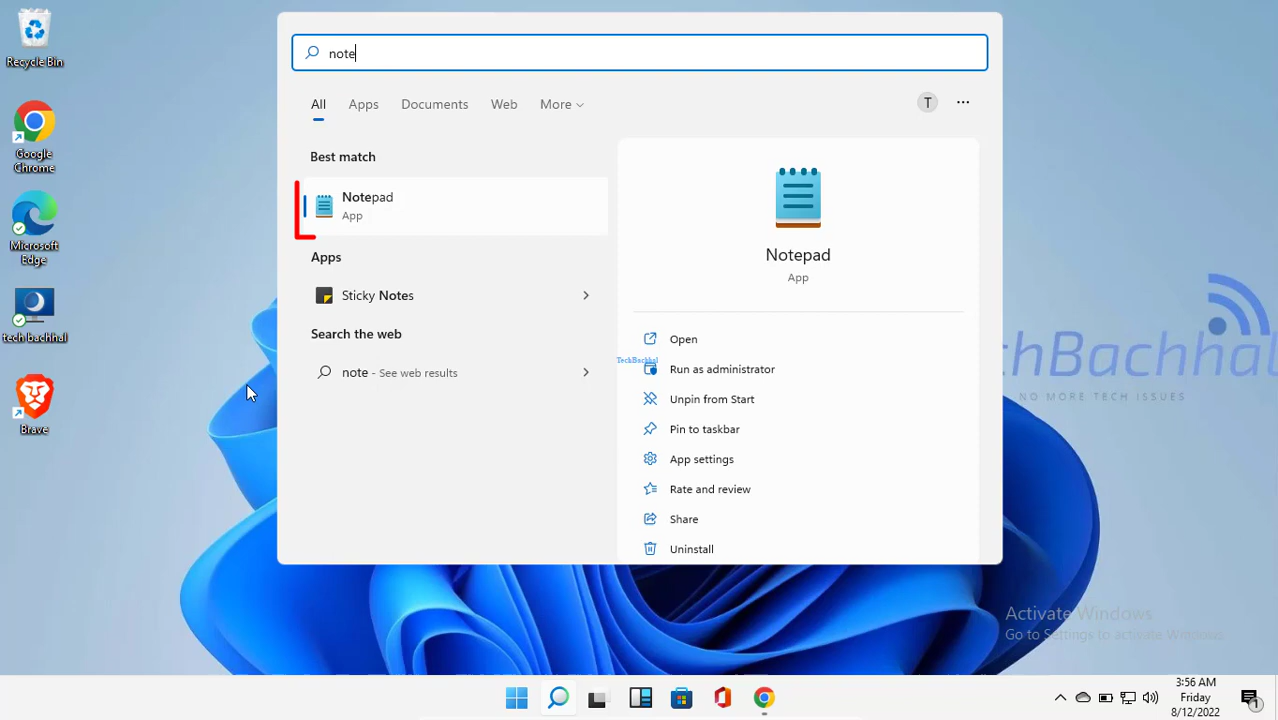 Recycle Bin
Google
Chrome
Microsoft
Edge
tech bachhal
Brave
note
All Apps Documents Web More
T
Best match
Notepad
App
Apps
Sticky Notes
Search the web
note - See web results
Notepad
App
Open
TechBachhal
Run as administrator
Unpin from Start
Pin to taskbar
App settings
Rate and review
Share
Uninstall
chBachhal
NO MORE TECH ISSUES
Activate Windows
Go to Settings to activate Windows.
3:56 AM
Friday
8/12/2022
1